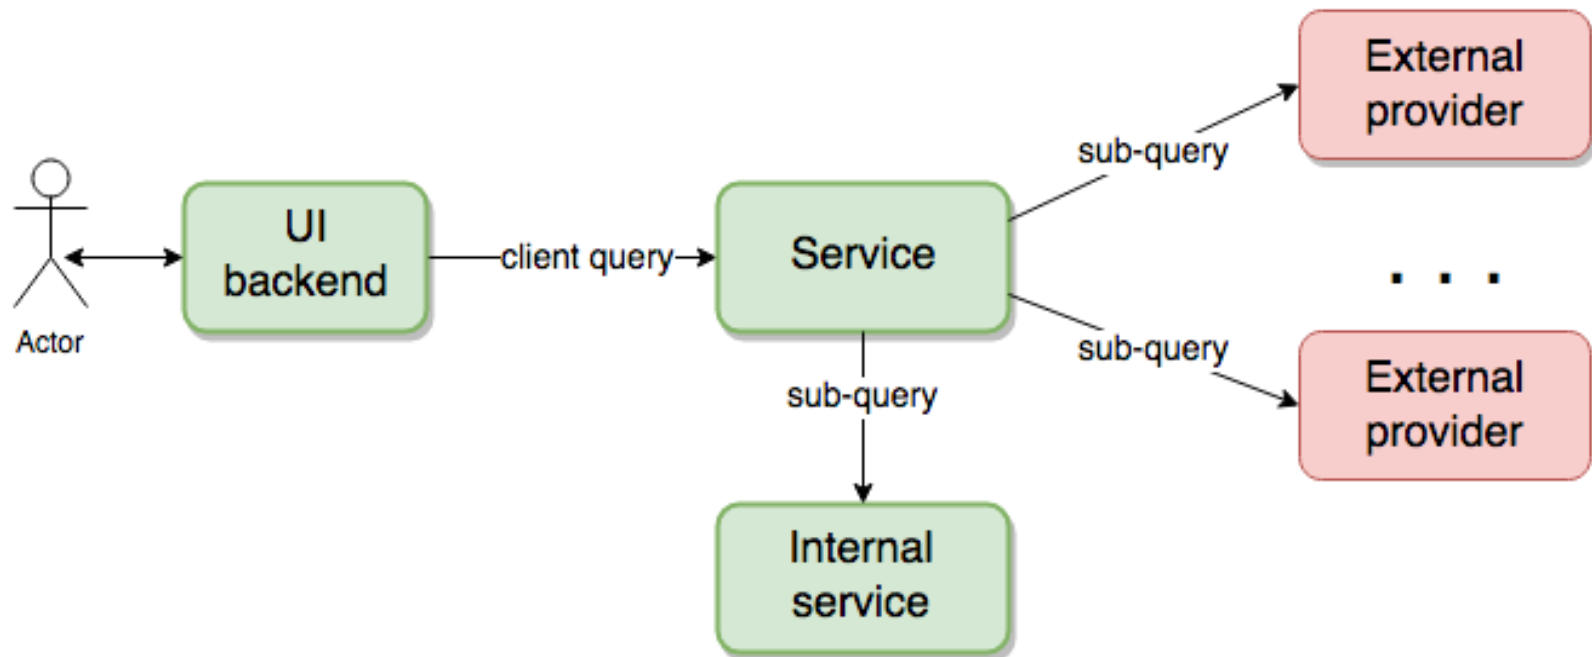 Actor
UI
backend
client query
Service
sub-query
External
provider
. . .
sub-query
External
provider
sub-query
Internal
service